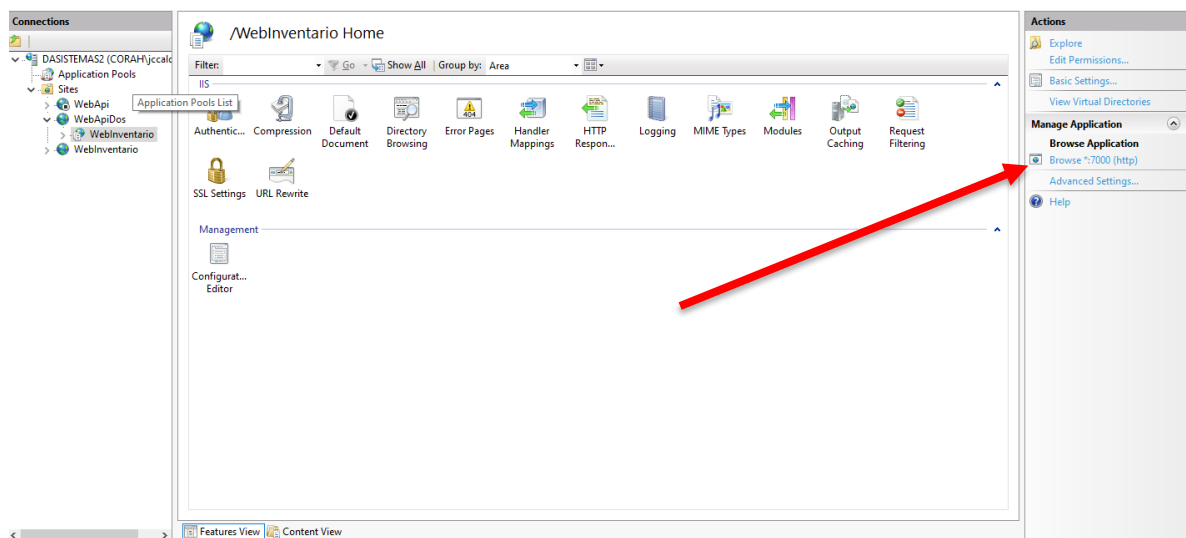 Connections
DASISTEMAS2 (CORAH\jccalc
Application Pools
Sites
WebApi
Application Pools List
WebApiDos
WebInventario
WebInventario
/WebInventario Home
Filter:
Go
Show All
Group by: Area
IIS
Authentic...
Compression
Default Document
Directory Browsing
Error Pages
404
Handler Mappings
HTTP Respon...
Logging
MIME Types
Modules
Output Caching
Request Filtering
SSL Settings
URL Rewrite
Management
Configurat... Editor
Features View
Content View
Actions
Explore
Edit Permissions...
Basic Settings...
View Virtual Directories
Manage Application
Browse Application
Browse *:7000 (http)
Advanced Settings...
Help